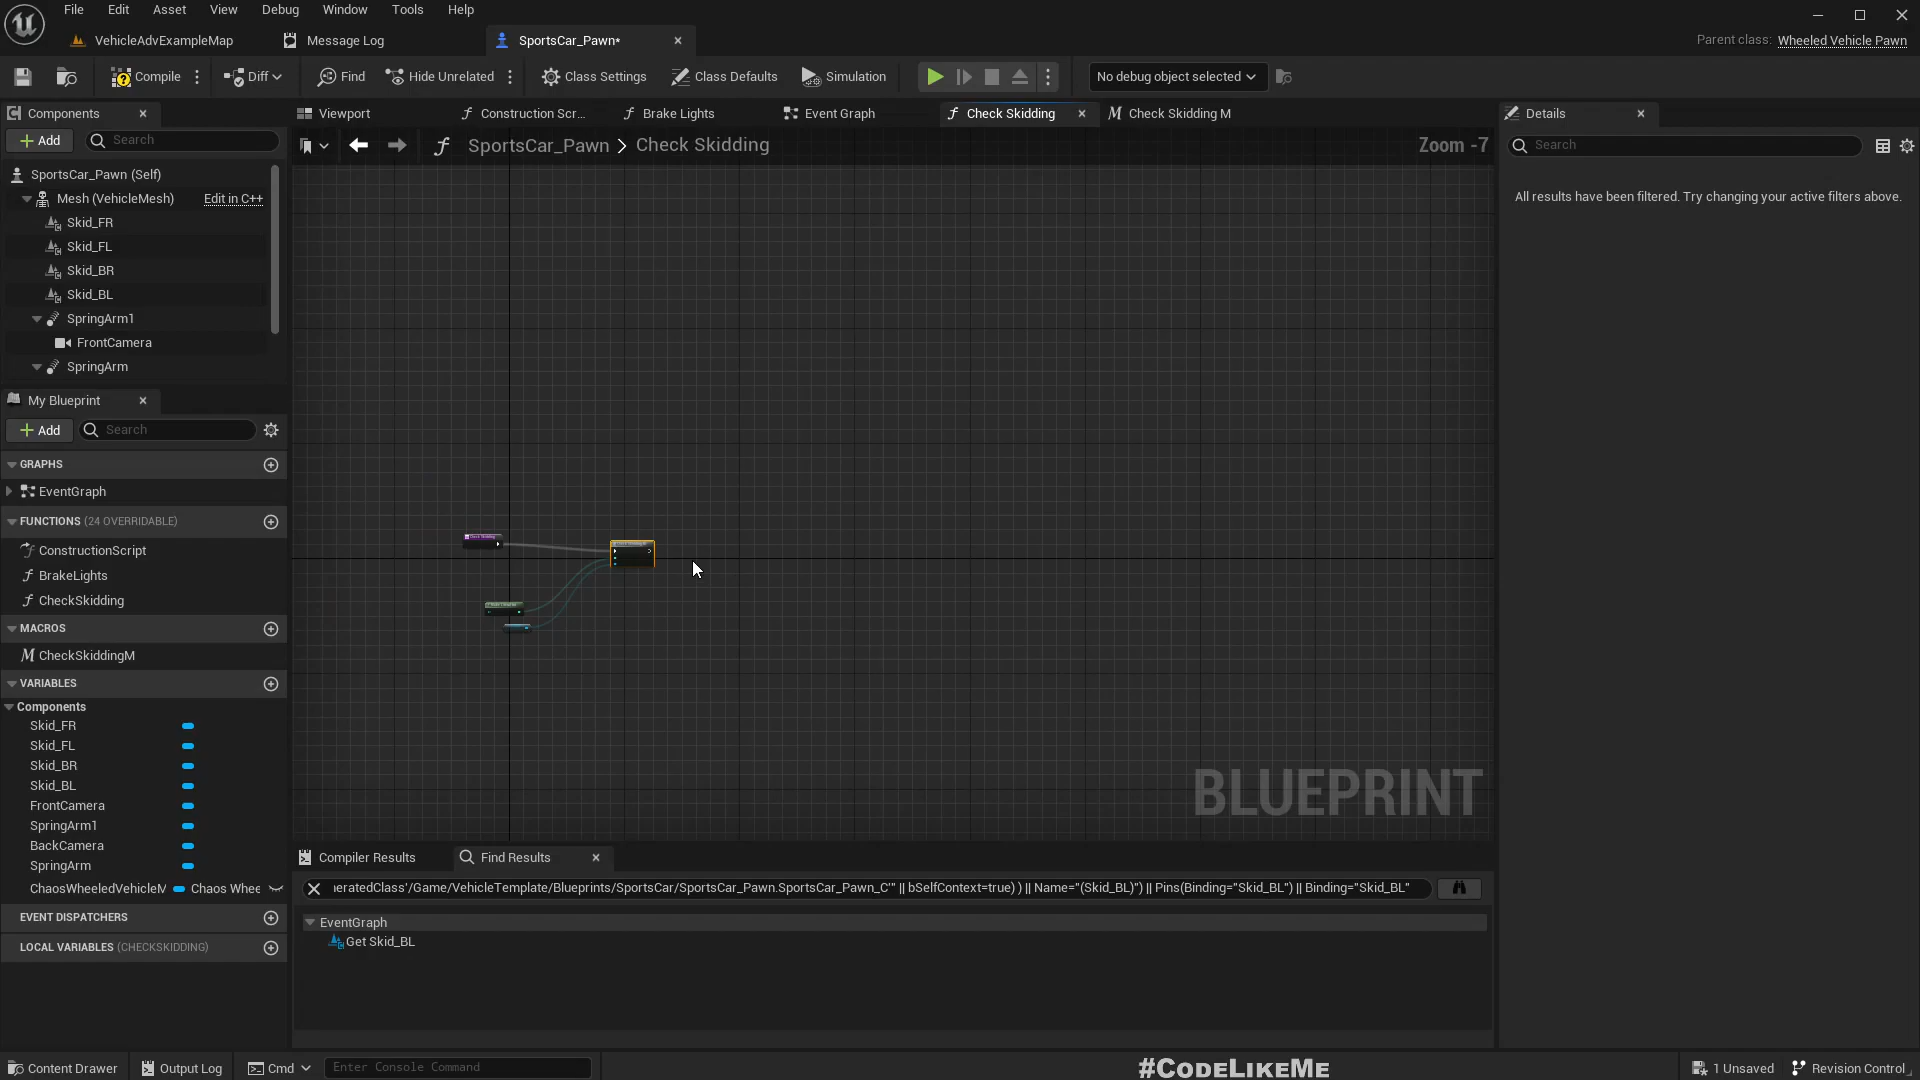 File Edit Asset View Debug Window Tools Help
VehicleAdvExampleMap Message Log SportsCar_Pawn* Parent class: Wheeled Vehicle Pawn
Compile Diff Find Hide Unrelated Class Settings Class Defaults Simulation No debug object selected
Components
Add Search
SportsCar_Pawn (Self)
Mesh (VehicleMesh) Edit in C++
Skid_FR
Skid_FL
Skid_BR
Skid_BL
SpringArm1
FrontCamera
SpringArm
My Blueprint
Add Search
GRAPHS
EventGraph
FUNCTIONS (24 OVERRIDABLE)
ConstructionScript
BrakeLights
CheckSkidding
MACROS
CheckSkiddingM
VARIABLES
Components
Skid_FR
Skid_FL
Skid_BR
Skid_BL
FrontCamera
SpringArm1
BackCamera
SpringArm
ChaosWheeledVehicleM Chaos Whee
EVENT DISPATCHERS
LOCAL VARIABLES (CHECKSKIDDING)
Viewport Construction Scr... Brake Lights Event Graph Check Skidding Check Skidding M
SportsCar_Pawn > Check Skidding Zoom -7
Check Skidding
BLUEPRINT
Compiler Results Find Results
eratedClass'/Game/VehicleTemplate/Blueprints/SportsCar/SportsCar_Pawn.SportsCar_Pawn_C'" || bSelfContext=true) ) || Name="(Skid_BL)") || Pins(Binding="Skid_BL") || Binding="Skid_BL"
EventGraph
Get Skid_BL
Details
Search
All results have been filtered. Try changing your active filters above.
Content Drawer Output Log Cmd Enter Console Command #CODELIKEME 1 Unsaved Revision Control